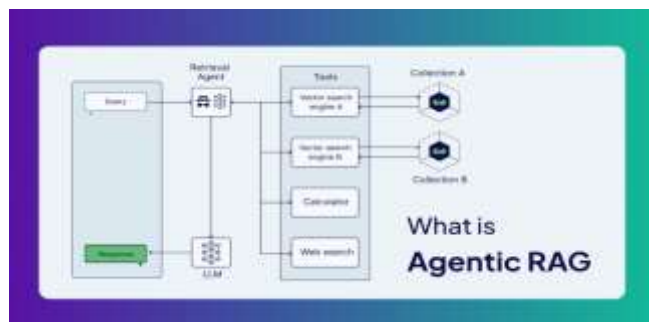 Query
Retrieval
Agent
Tools
Vector search
engine A
Collection A
Vector search
engine B
Collection B
Calculator
Web search
Response
LLM
What is
Agentic RAG